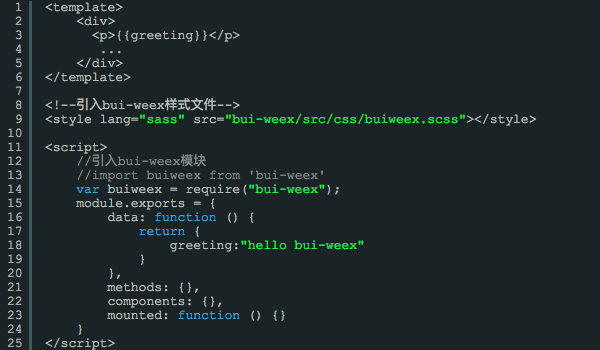 1 <template>
2     <div>
3       <p>{{greeting}}</p>
4        ...
5     </div>
6 </template>
7
8 <!--引入bui-weex样式文件-->
9 <style lang="sass" src="bui-weex/src/css/buiweex.scss"></style>
10
11 <script>
12     //引入bui-weex模块
13     //import buiweex from 'bui-weex'
14     var buiweex = require("bui-weex");
15     module.exports = {
16         data: function () {
17             return {
18                 greeting:"hello bui-weex"
19             }
20         },
21         methods: {},
22         components: {},
23         mounted: function () {}
24     }
25 </script>